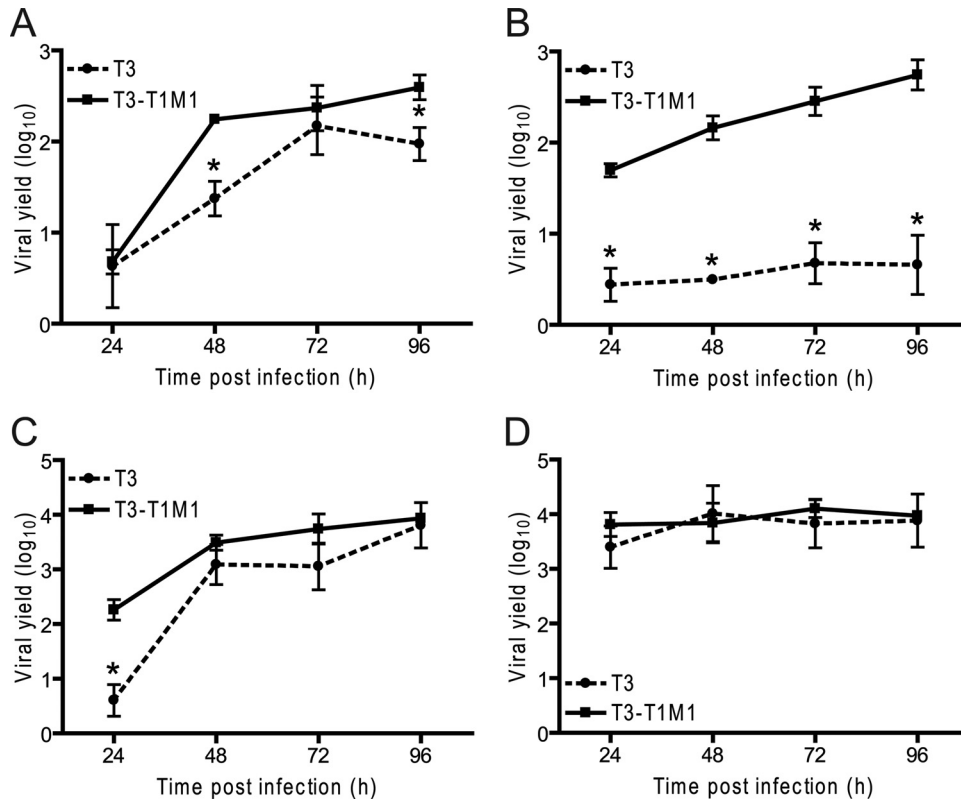 A
3
2
1
0
Viral yield (log10)
T3
T3-T1M1
*
*
24 48 72 96
Time post infection (h)
B
3
2
1
0
Viral yield (log10)
T3
T3-T1M1
*
*
*
*
24 48 72 96
Time post infection (h)
C
5
4
3
2
1
0
Viral yield (log10)
T3
T3-T1M1
*
24 48 72 96
Time post infection (h)
D
5
4
3
2
1
0
Viral yield (log10)
T3
T3-T1M1
24 48 72 96
Time post infection (h)